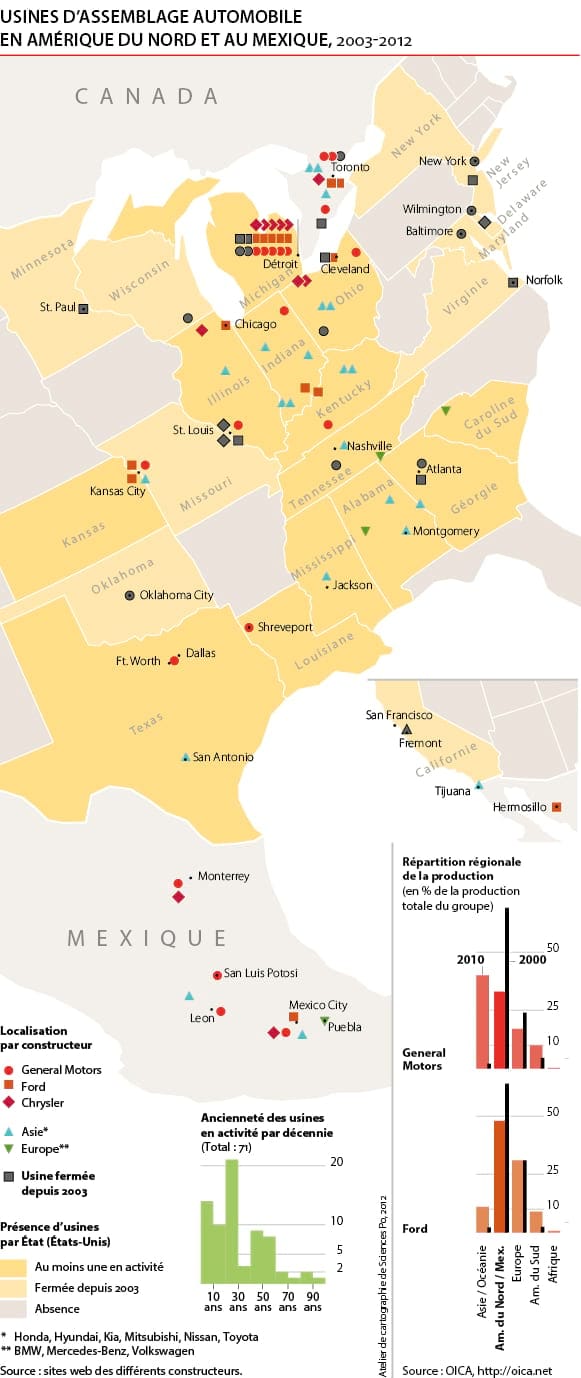 USINES D'ASSEMBLAGE AUTOMOBILE
EN AMÉRIQUE DU NORD ET AU MEXIQUE, 2003-2012
CANADA
New York
Toronto
New York
New
Jersey
Minnesota
Wisconsin
Wilmington
Delaware
Baltimore
Maryland
Détroit
Cleveland
Michigan
Ohio
Virginie
Norfolk
St. Paul
Chicago
Illinois
Indiana
Kentucky
Caroline
du Sud
St. Louis
Nashville
Kansas City
Missouri
Tennessee
Atlanta
Alabama
Géorgie
Kansas
Montgomery
Mississippi
Oklahoma
Jackson
Oklahoma City
Shreveport
Louisiane
Dallas
Ft. Worth
Texas
San Antonio
San Francisco
Fremont
Californie
Tijuana
Hermosillo
Monterrey
MEXIQUE
San Luis Potosi
Leon
Mexico City
Puebla
Localisation
par constructeur
General Motors
Ford
Chrysler
Asie*
Europe**
Usine fermée
depuis 2003
Présence d'usines
par État (États-Unis)
Au moins une en activité
Fermée depuis 2003
Absence
* Honda, Hyundai, Kia, Mitsubishi, Nissan, Toyota
** BMW, Mercedes-Benz, Volkswagen
Source : sites web des différents constructeurs.
Ancienneté des usines
en activité par décennie
(Total : 71)
20
10
5
2
10 30 50 70 90
ans ans ans ans ans
Atelier de cartographie de Sciences Po, 2012
Répartition régionale
de la production
(en % de la production
totale du groupe)
2010
2000
50
25
10
General
Motors
50
25
10
Ford
Asie / Océanie
Am. du Nord / Mex.
Europe
Am. du Sud
Afrique
Source : OICA, http://oica.net